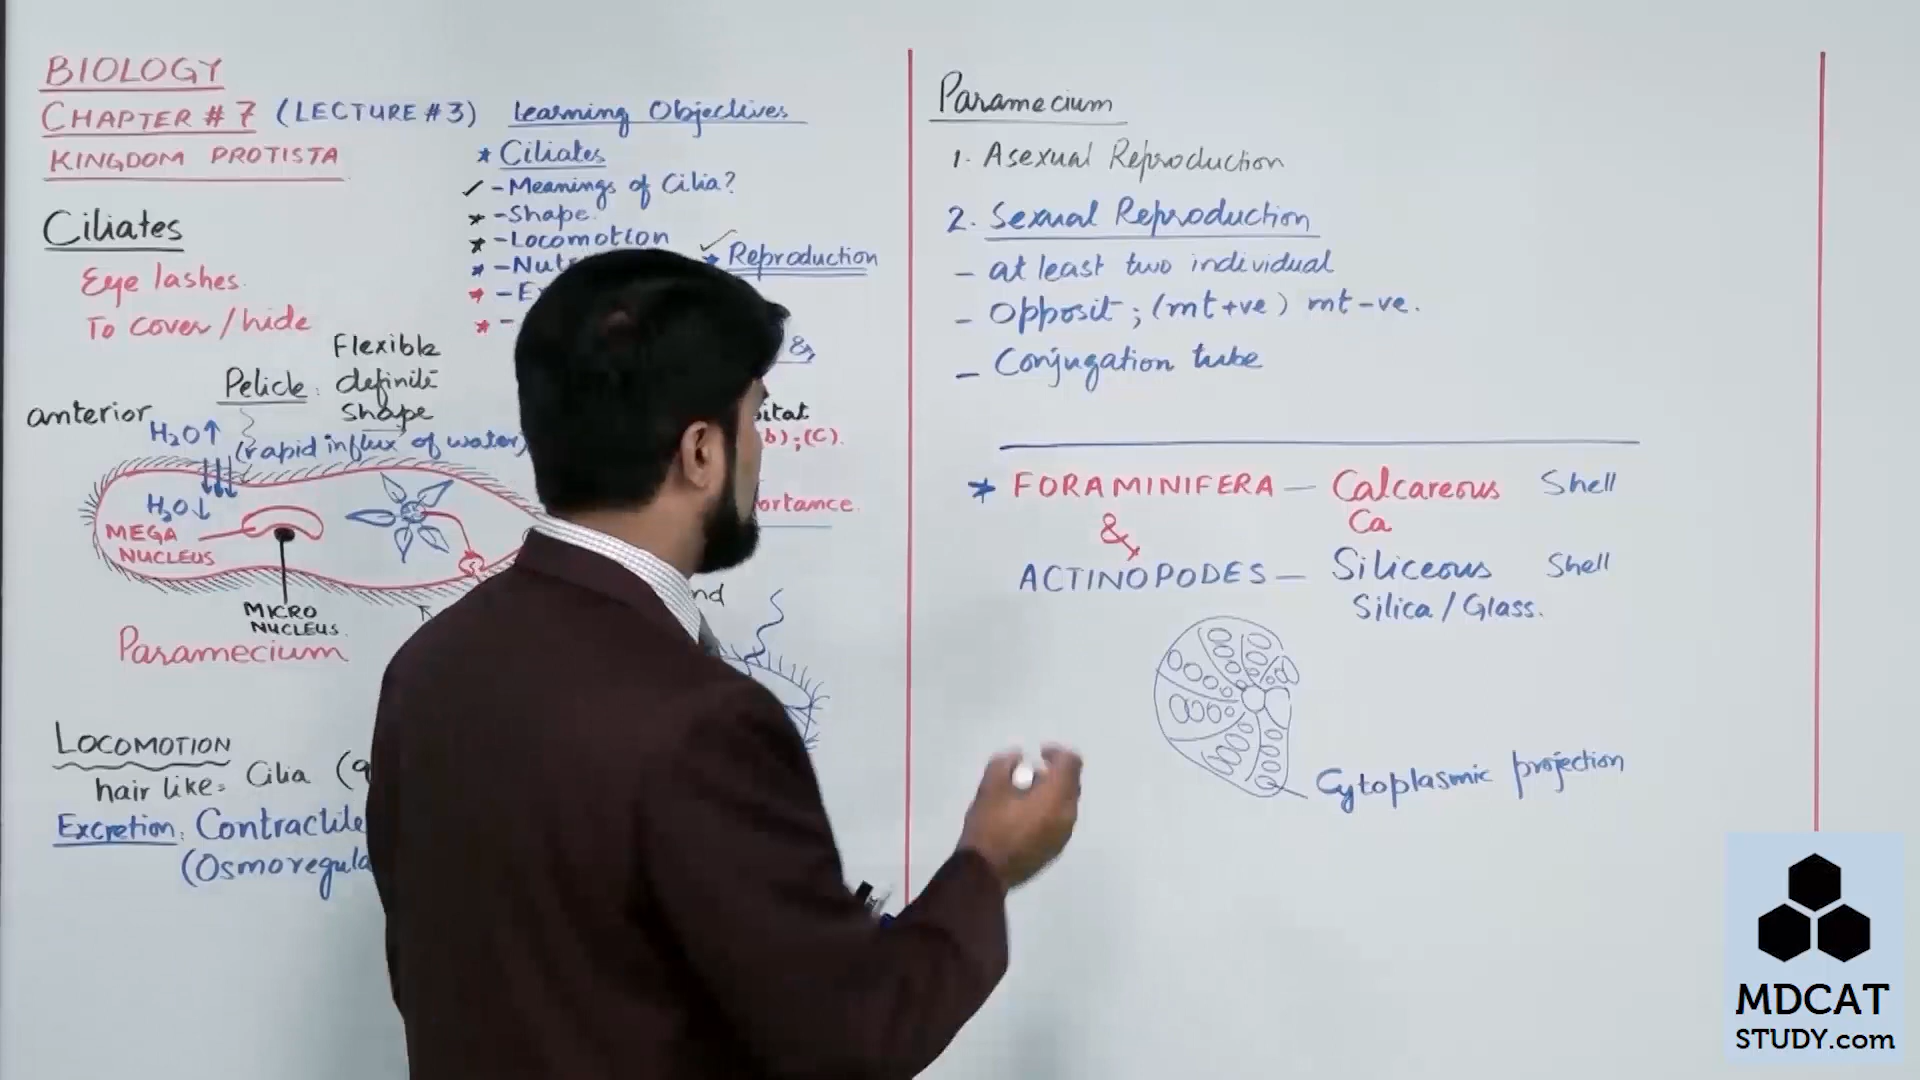 BIOLOGY
CHAPTER # 7 (LECTURE # 3) Learning Objectives
KINGDOM PROTISTA
* Ciliates
- Meanings of Cilia?
* - Shape.
* - Locomotion
* Reproduction
Ciliates
Eye lashes.
To cover / hide
Pelicle : Flexible
definite
shape
anterior
H2O↑
(rapid influx of water)
H2O↓
MEGA
NUCLEUS
MICRO
NUCLEUS.
Paramecium
&
(C).
LOCOMOTION
hair like = Cilia
Excretion: Contractile
Paramecium
1. Asexual Reproduction
2. Sexual Reproduction
- at least two individual
- Opposit ; (mt +ve) mt -ve.
- Conjugation tube
* FORAMINIFERA - Calcareous Shell
Ca
&
ACTINOPODES - Siliceous Shell
Silica / Glass.
Cytoplasmic projection
MDCAT
STUDY.com